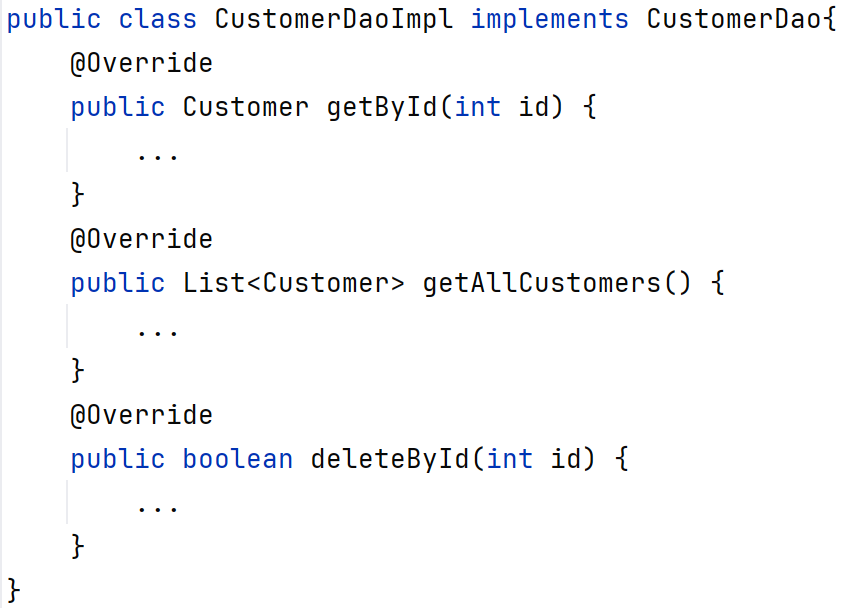 public class CustomerDaoImpl implements CustomerDao{
    @Override
    public Customer getById(int id) {
        ...
    }
    @Override
    public List<Customer> getAllCustomers() {
        ...
    }
    @Override
    public boolean deleteById(int id) {
        ...
    }
}